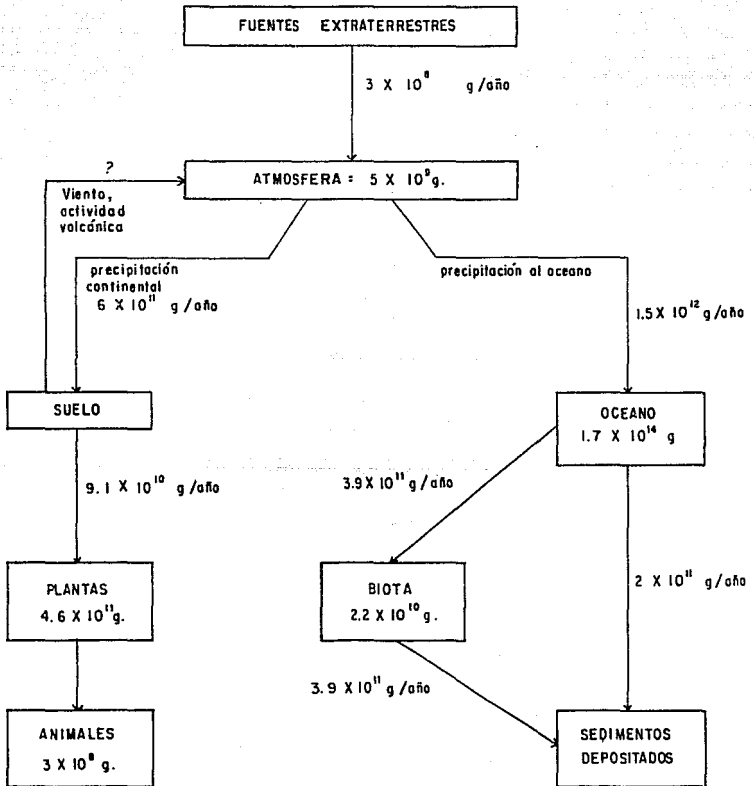 FUENTES EXTRATERRESTRES
3 X 10⁸ g/año
?
ATMOSFERA = 5 X 10⁹g.
Viento,
actividad
volcánica
precipitación
continental
6 X 10¹¹ g/año
precipitación al oceano
1.5 X 10¹² g/año
SUELO
OCEANO
1.7 X 10¹⁴ g
9.1 X 10¹⁰ g/año
3.9 X 10¹¹ g/año
PLANTAS
4.6 X 10¹¹g.
BIOTA
2.2 X 10¹⁰ g.
2 X 10¹¹ g/año
3.9 X 10¹¹ g/año
ANIMALES
3 X 10⁸ g.
SEDIMENTOS
DEPOSITADOS